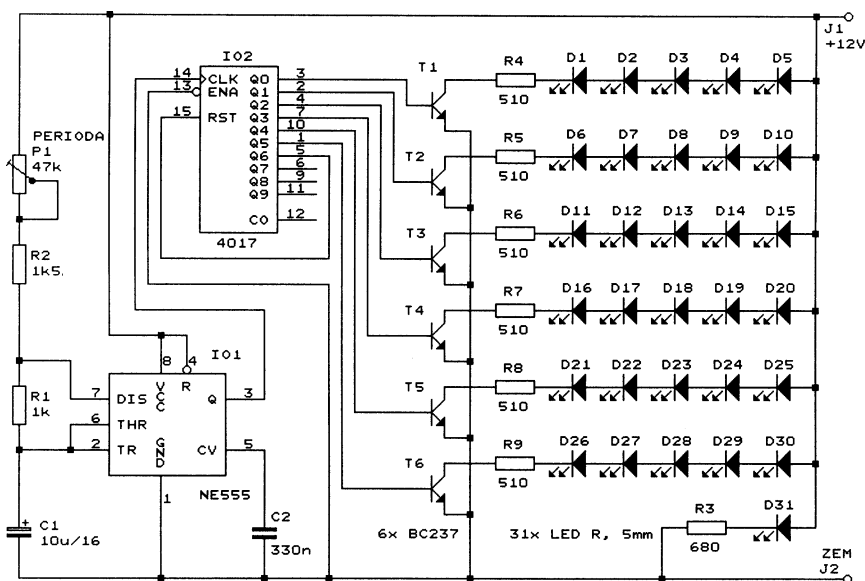 J1
+12V
IO2
14 CLK Q0 3
13 ENA Q1 2
Q2 4
15 RST Q3 7
Q4 10
Q5 1
Q6 5
Q7 6
Q8 9
Q9 11
CO 12
4017
PERIODA
P1
47k
R2
1k5.
R1
1k
IO1
8 4
VCC R
7 DIS Q 3
6 THR
2 TR GND CV 5
1
NE555
C1
+
10u/16
C2
330n
T1 R4 D1 D2 D3 D4 D5
510
T2 R5 D6 D7 D8 D9 D10
510
T3 R6 D11 D12 D13 D14 D15
510
T4 R7 D16 D17 D18 D19 D20
510
T5 R8 D21 D22 D23 D24 D25
510
T6 R9 D26 D27 D28 D29 D30
510
6x BC237
31x LED R, 5mm
R3 D31
680
ZEM
J2